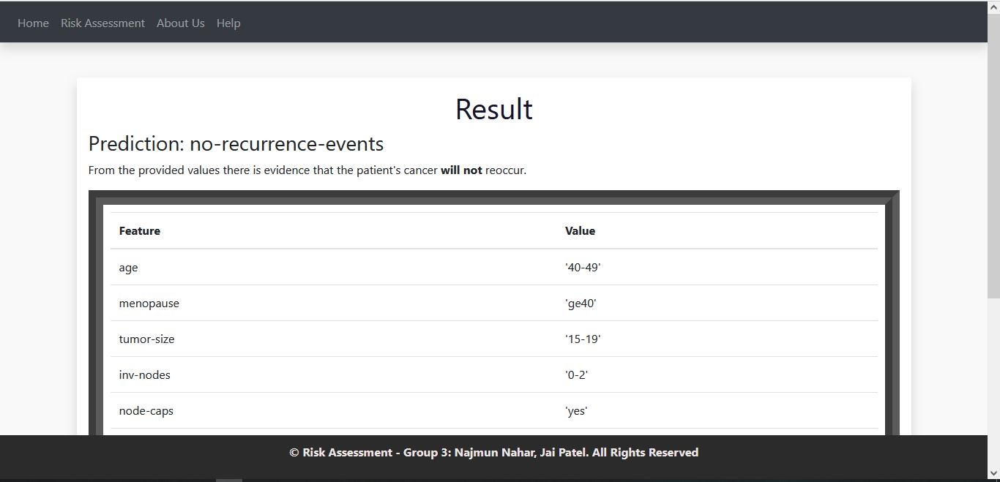 Home Risk Assessment About Us Help
Result
Prediction: no-recurrence-events
From the provided values there is evidence that the patient's cancer will not reoccur.
Feature Value
age '40-49'
menopause 'ge40'
tumor-size '15-19'
inv-nodes '0-2'
node-caps 'yes'
© Risk Assessment - Group 3: Najmun Nahar, Jai Patel. All Rights Reserved